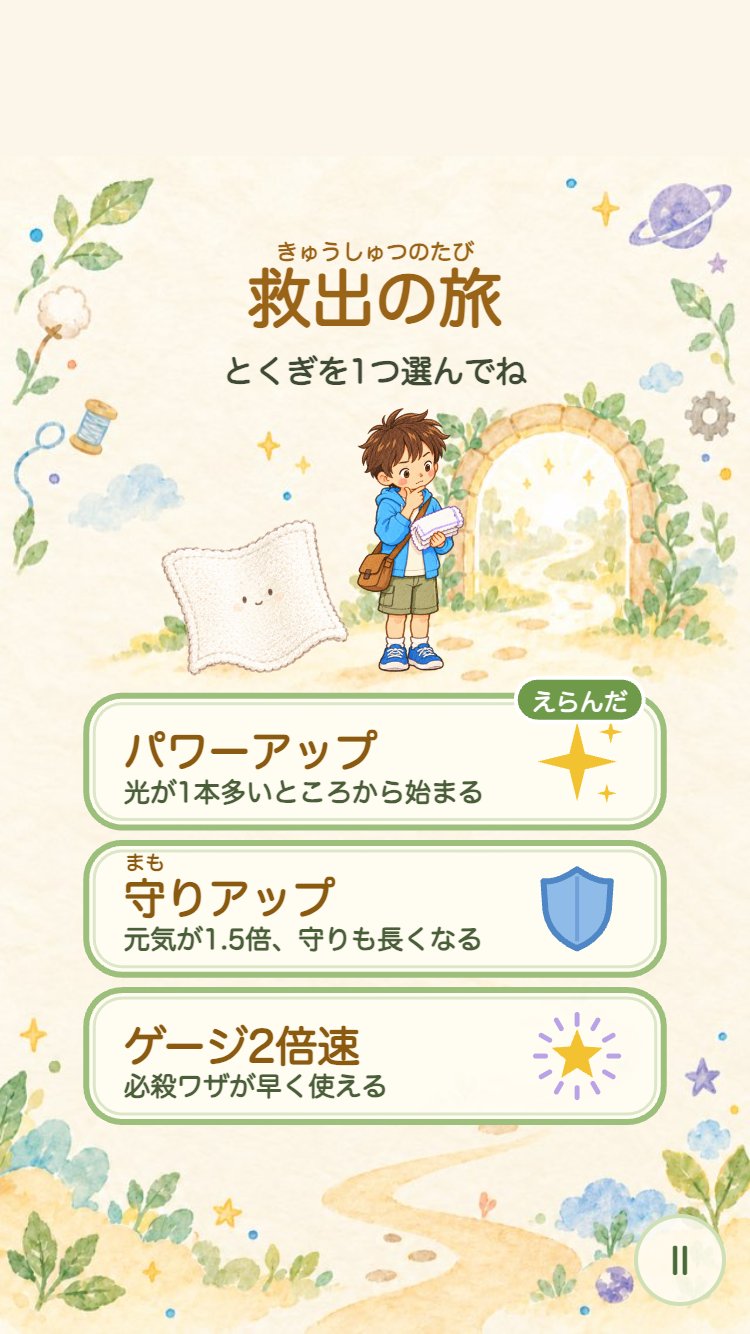 きゅうしゅつのたび
救出の旅
とくぎを1つ選んでね
えらんだ
パワーアップ
光が1本多いところから始まる
まも
守りアップ
元気が1.5倍、守りも長くなる
ゲージ2倍速
必殺ワザが早く使える